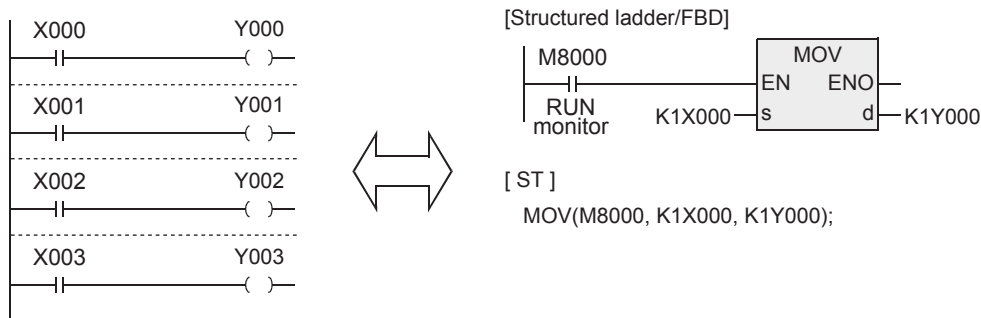 X000 Y000
X001 Y001
X002 Y002
X003 Y003
[Structured ladder/FBD]
M8000
RUN
monitor
MOV
EN ENO
K1X000 s d K1Y000
[ ST ]
MOV(M8000, K1X000, K1Y000);